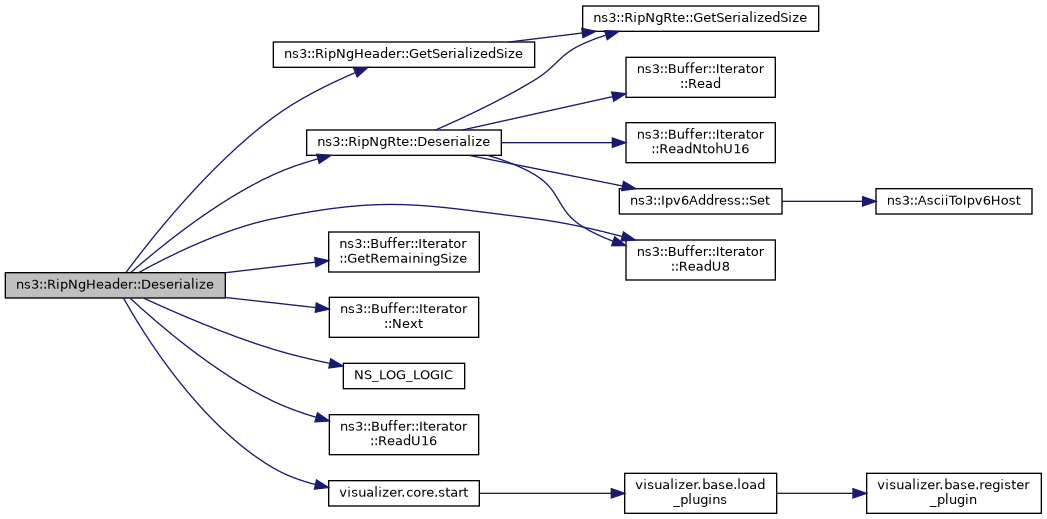 ns3::RipNgRte::GetSerializedSize
ns3::RipNgHeader::GetSerializedSize
ns3::Buffer::Iterator
::Read
ns3::RipNgRte::Deserialize
ns3::Buffer::Iterator
::ReadNtohU16
ns3::Ipv6Address::Set
ns3::AsciiToIpv6Host
ns3::Buffer::Iterator
::GetRemainingSize
ns3::Buffer::Iterator
::ReadU8
ns3::RipNgHeader::Deserialize
ns3::Buffer::Iterator
::Next
NS_LOG_LOGIC
ns3::Buffer::Iterator
::ReadU16
visualizer.core.start
visualizer.base.load
_plugins
visualizer.base.register
_plugin